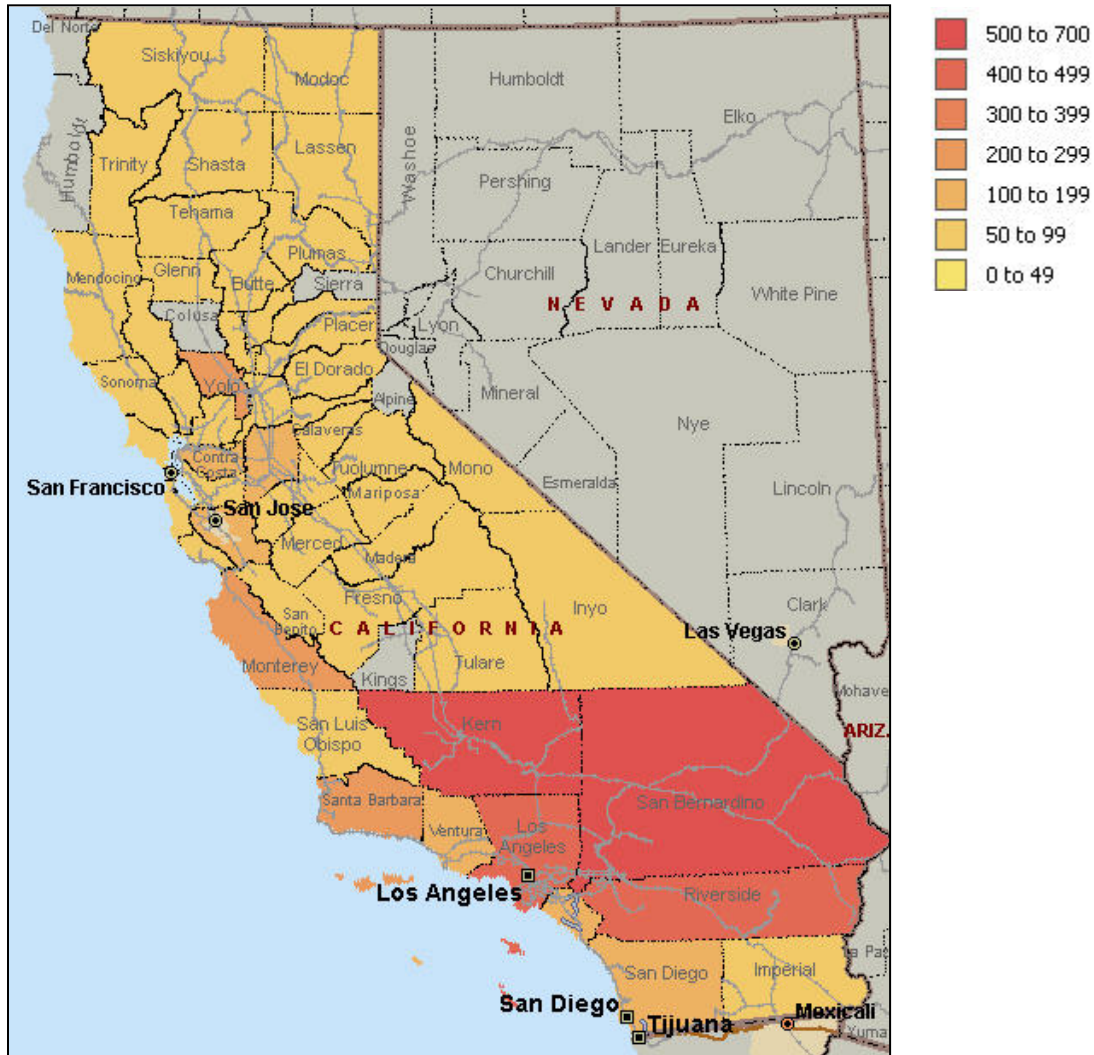 Del Norte
Siskiyou
Modoc
Humboldt
Trinity
Shasta
Lassen
Tehama
Plumas
Mendocino
Glenn
Butte
Sierra
Colusa
Placer
Sonoma
Yolo
El Dorado
Alpine
Calaveras
Contra
Costa
Tuolumne
Mono
San Francisco
San Jose
Mariposa
Merced
Madera
Fresno
San
Benito
CALIFORNIA
Inyo
Monterey
Kings
Tulare
San Luis
Obispo
Kern
San Bernardino
Santa Barbara
Ventura
Los
Angeles
Los Angeles
Riverside
San Diego
Imperial
San Diego
Tijuana
Mexicali
Humboldt
Elko
Washoe
Pershing
Lander
Eureka
Churchill
White Pine
NEVADA
Lyon
Douglas
Mineral
Nye
Esmeralda
Lincoln
Clark
Las Vegas
Mohave
ARIZ.
La Paz
Yuma
500 to 700
400 to 499
300 to 399
200 to 299
100 to 199
50 to 99
0 to 49